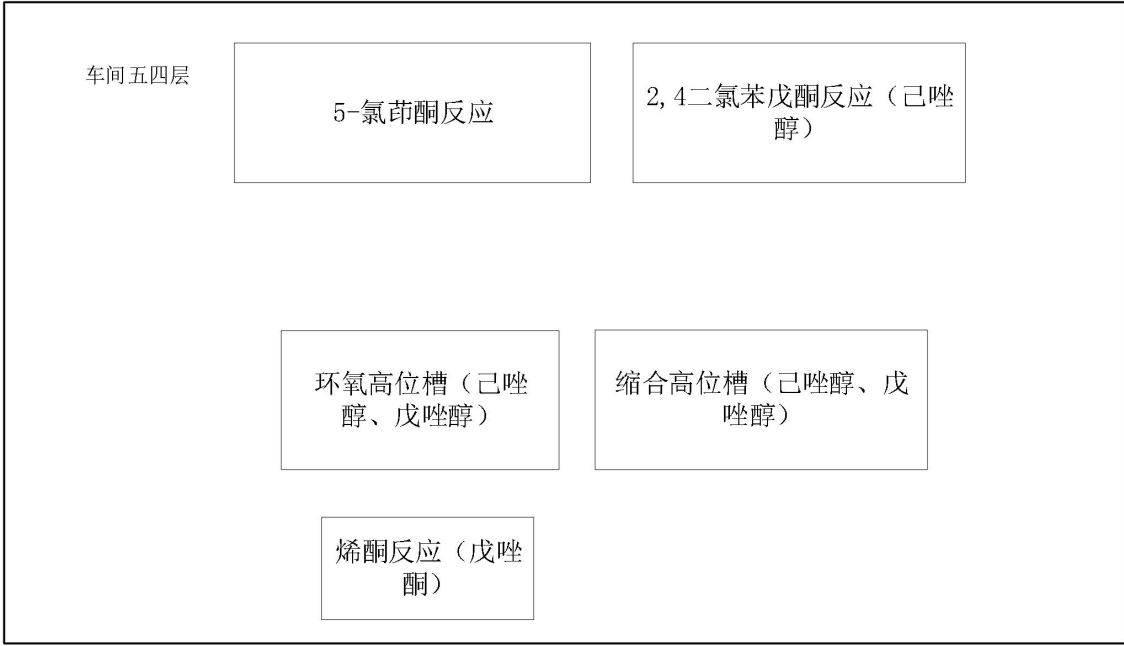 车间五四层
5-氯茚酮反应
2,4二氯苯戊酮反应（己唑
醇）
环氧高位槽（己唑
醇、戊唑醇）
缩合高位槽（己唑醇、戊
唑醇）
烯酮反应（戊唑
酮）